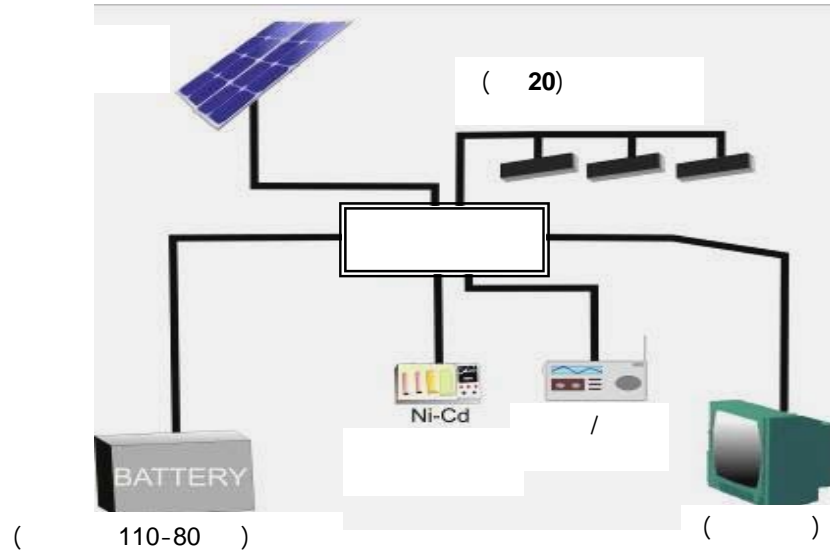 ( 20)
Ni-Cd
/
BATTERY
( )
( 110-80 )